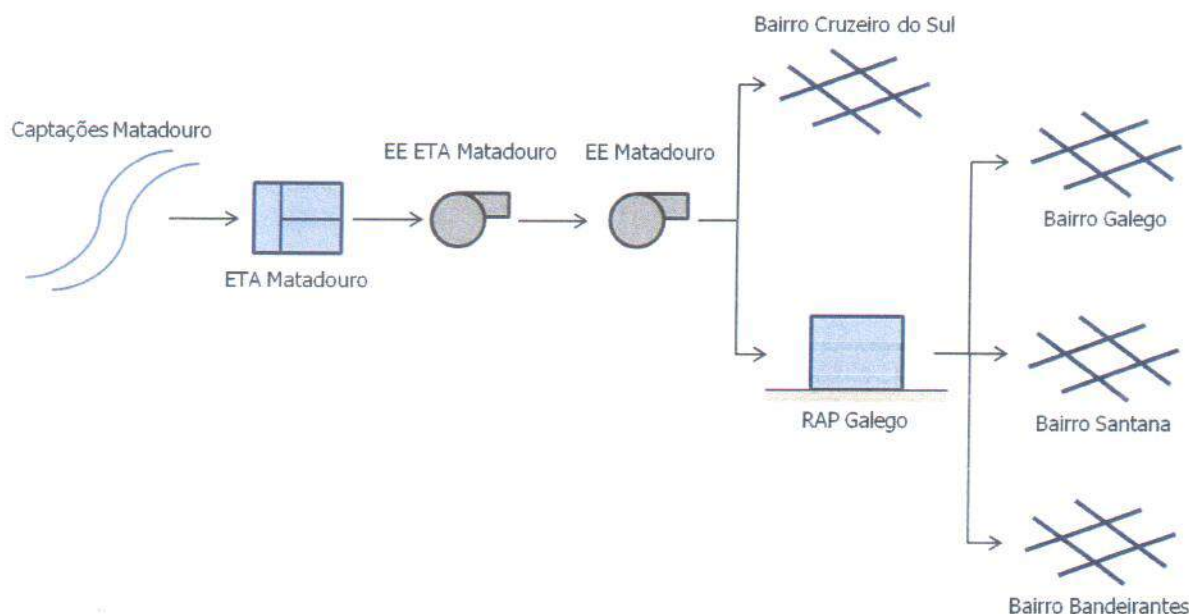 Bairro Cruzeiro do Sul
Captações Matadouro
EE ETA Matadouro
EE Matadouro
ETA Matadouro
Bairro Galego
RAP Galego
Bairro Santana
Bairro Bandeirantes